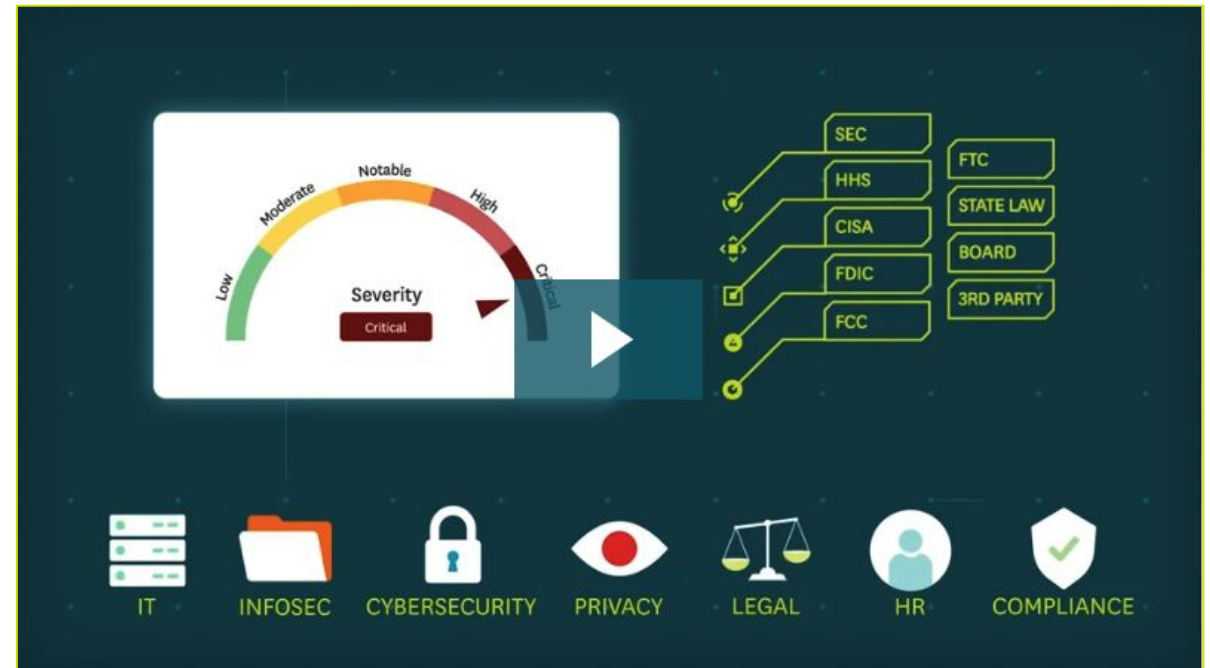 Low
Moderate
Notable
High
Critical
Severity
Critical
SEC
HHS
CISA
FDIC
FCC
FTC
STATE LAW
BOARD
3RD PARTY
IT
INFOSEC
CYBERSECURITY
PRIVACY
LEGAL
HR
COMPLIANCE